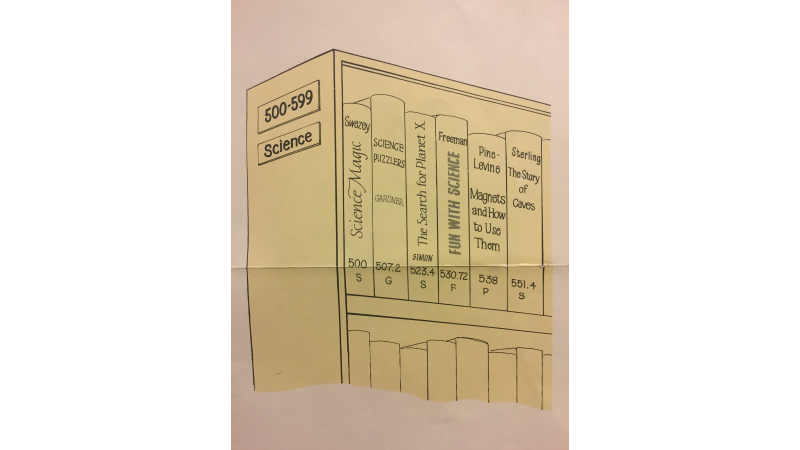 500-599
Science
Swezey
Science Magic
500
S
SCIENCE
PUZZLERS
GARDNER
507.2
G
The Search for Planet X
SIMON
523.4
S
Freeman
FUN WITH SCIENCE
530.72
F
Pine-
Levine
Magnets
and How
to Use
Them
538
P
Sterling
The Story
of
Caves
551.4
S